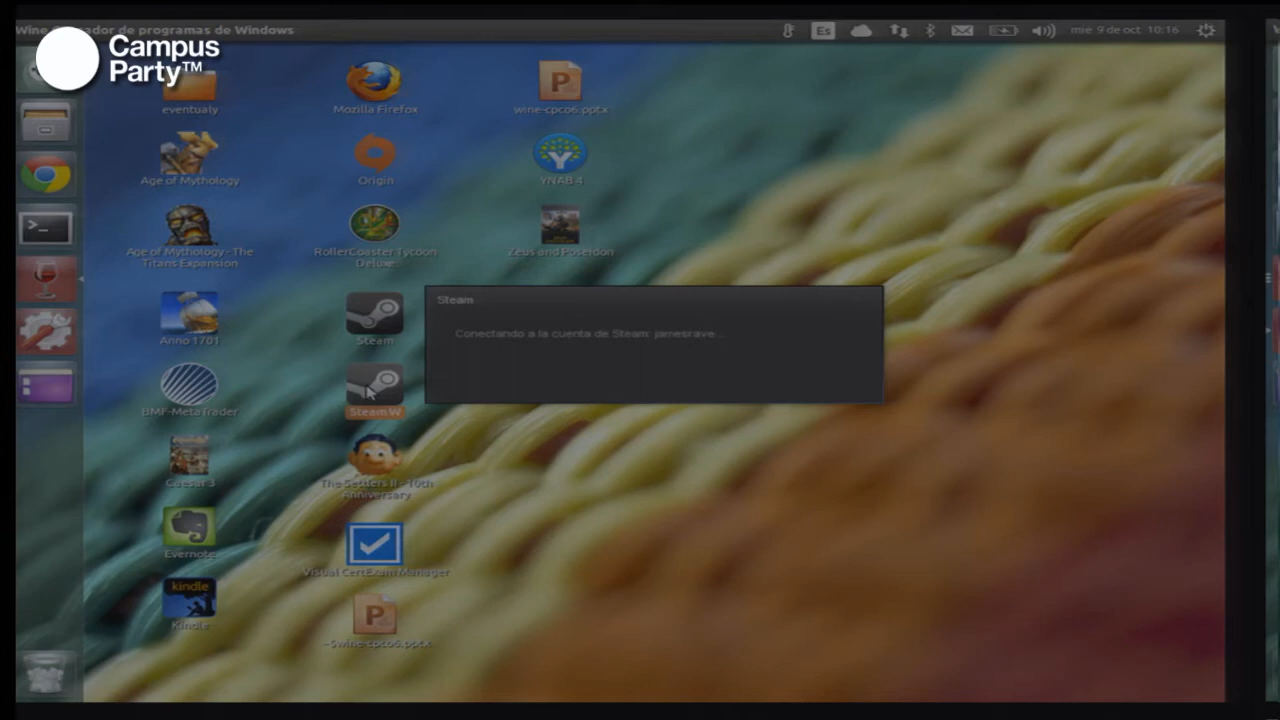 Wine
de programas de Windows
Es
mié 9 de oct 10:16
Campus
Party™
eventualy
Mozilla Firefox
wine-cpco6.pptx
Age of Mythology
Origin
YNAB 4
Age of Mythology - The
Titans Expansion
RollerCoaster Tycoon
Deluxe
Zeus and Poseidon
Steam
Conectando a la cuenta de Steam: jamesrave...
Anno 1701
Steam
BMF-MetaTrader
Steam W
Caesar 3
The Settlers II - 10th
Anniversary
Evernote
Visual CertExam Manager
kindle
Kindle
~$wine-cpco6.pptx